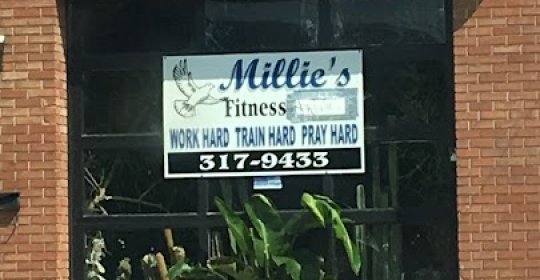 Millie's
Fitness
WORK HARD TRAIN HARD PRAY HARD
317-9433